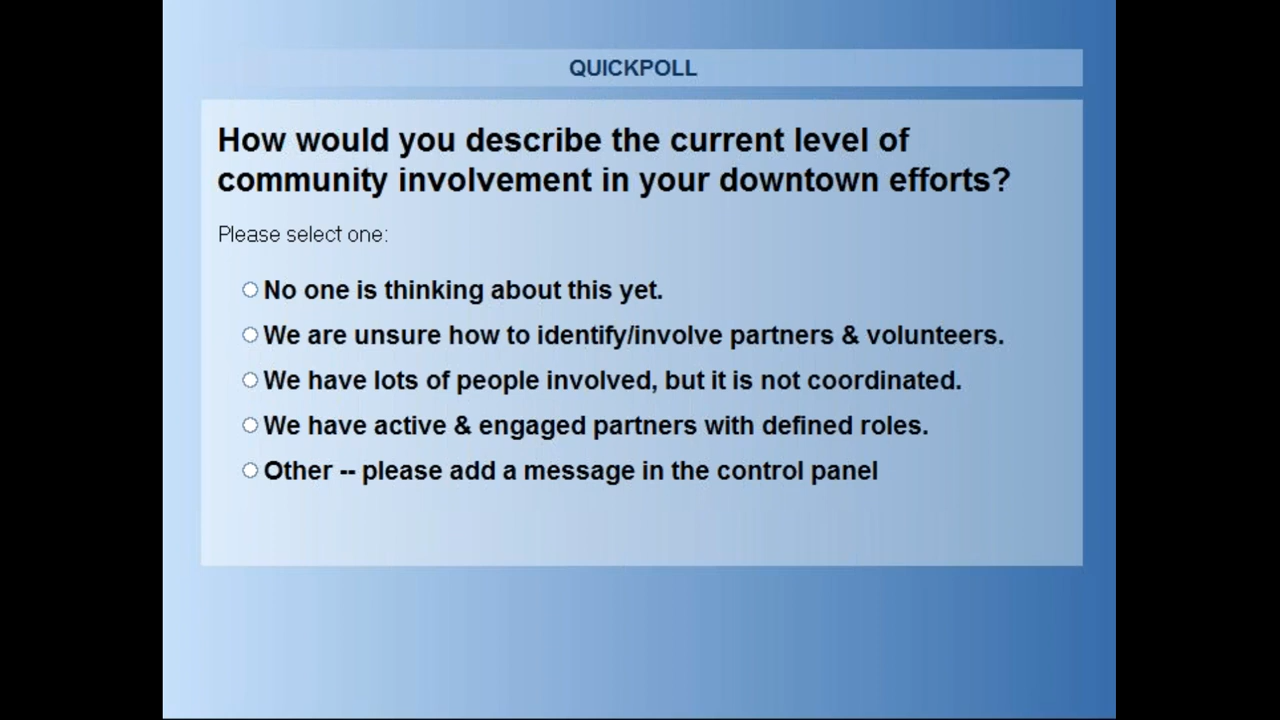 QUICKPOLL
How would you describe the current level of
community involvement in your downtown efforts?
Please select one:
No one is thinking about this yet.
We are unsure how to identify/involve partners & volunteers.
We have lots of people involved, but it is not coordinated.
We have active & engaged partners with defined roles.
Other -- please add a message in the control panel